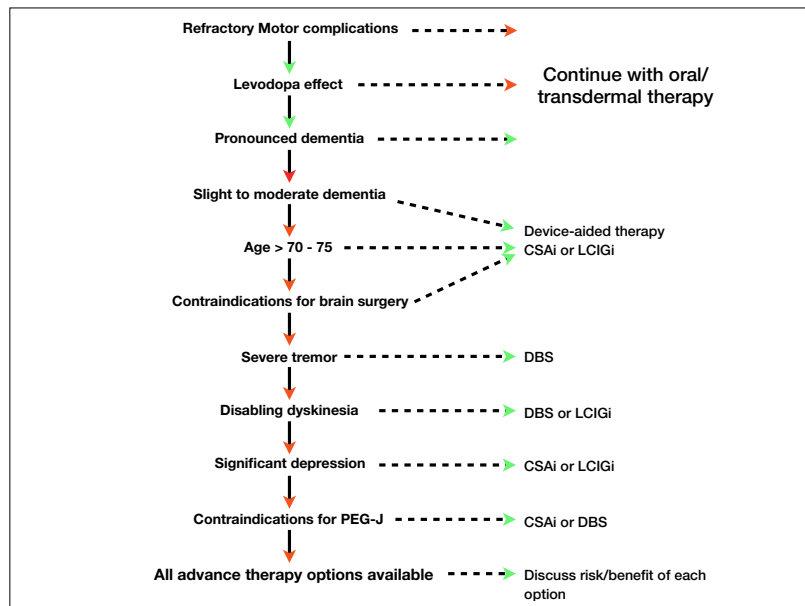 Refractory Motor complications
Levodopa effect
Continue with oral/
transdermal therapy
Pronounced dementia
Slight to moderate dementia
Device-aided therapy
Age > 70 - 75
CSAi or LCIGi
Contraindications for brain surgery
Severe tremor
DBS
Disabling dyskinesia
DBS or LCIGi
Significant depression
CSAi or LCIGi
Contraindications for PEG-J
CSAi or DBS
All advance therapy options available
Discuss risk/benefit of each
option